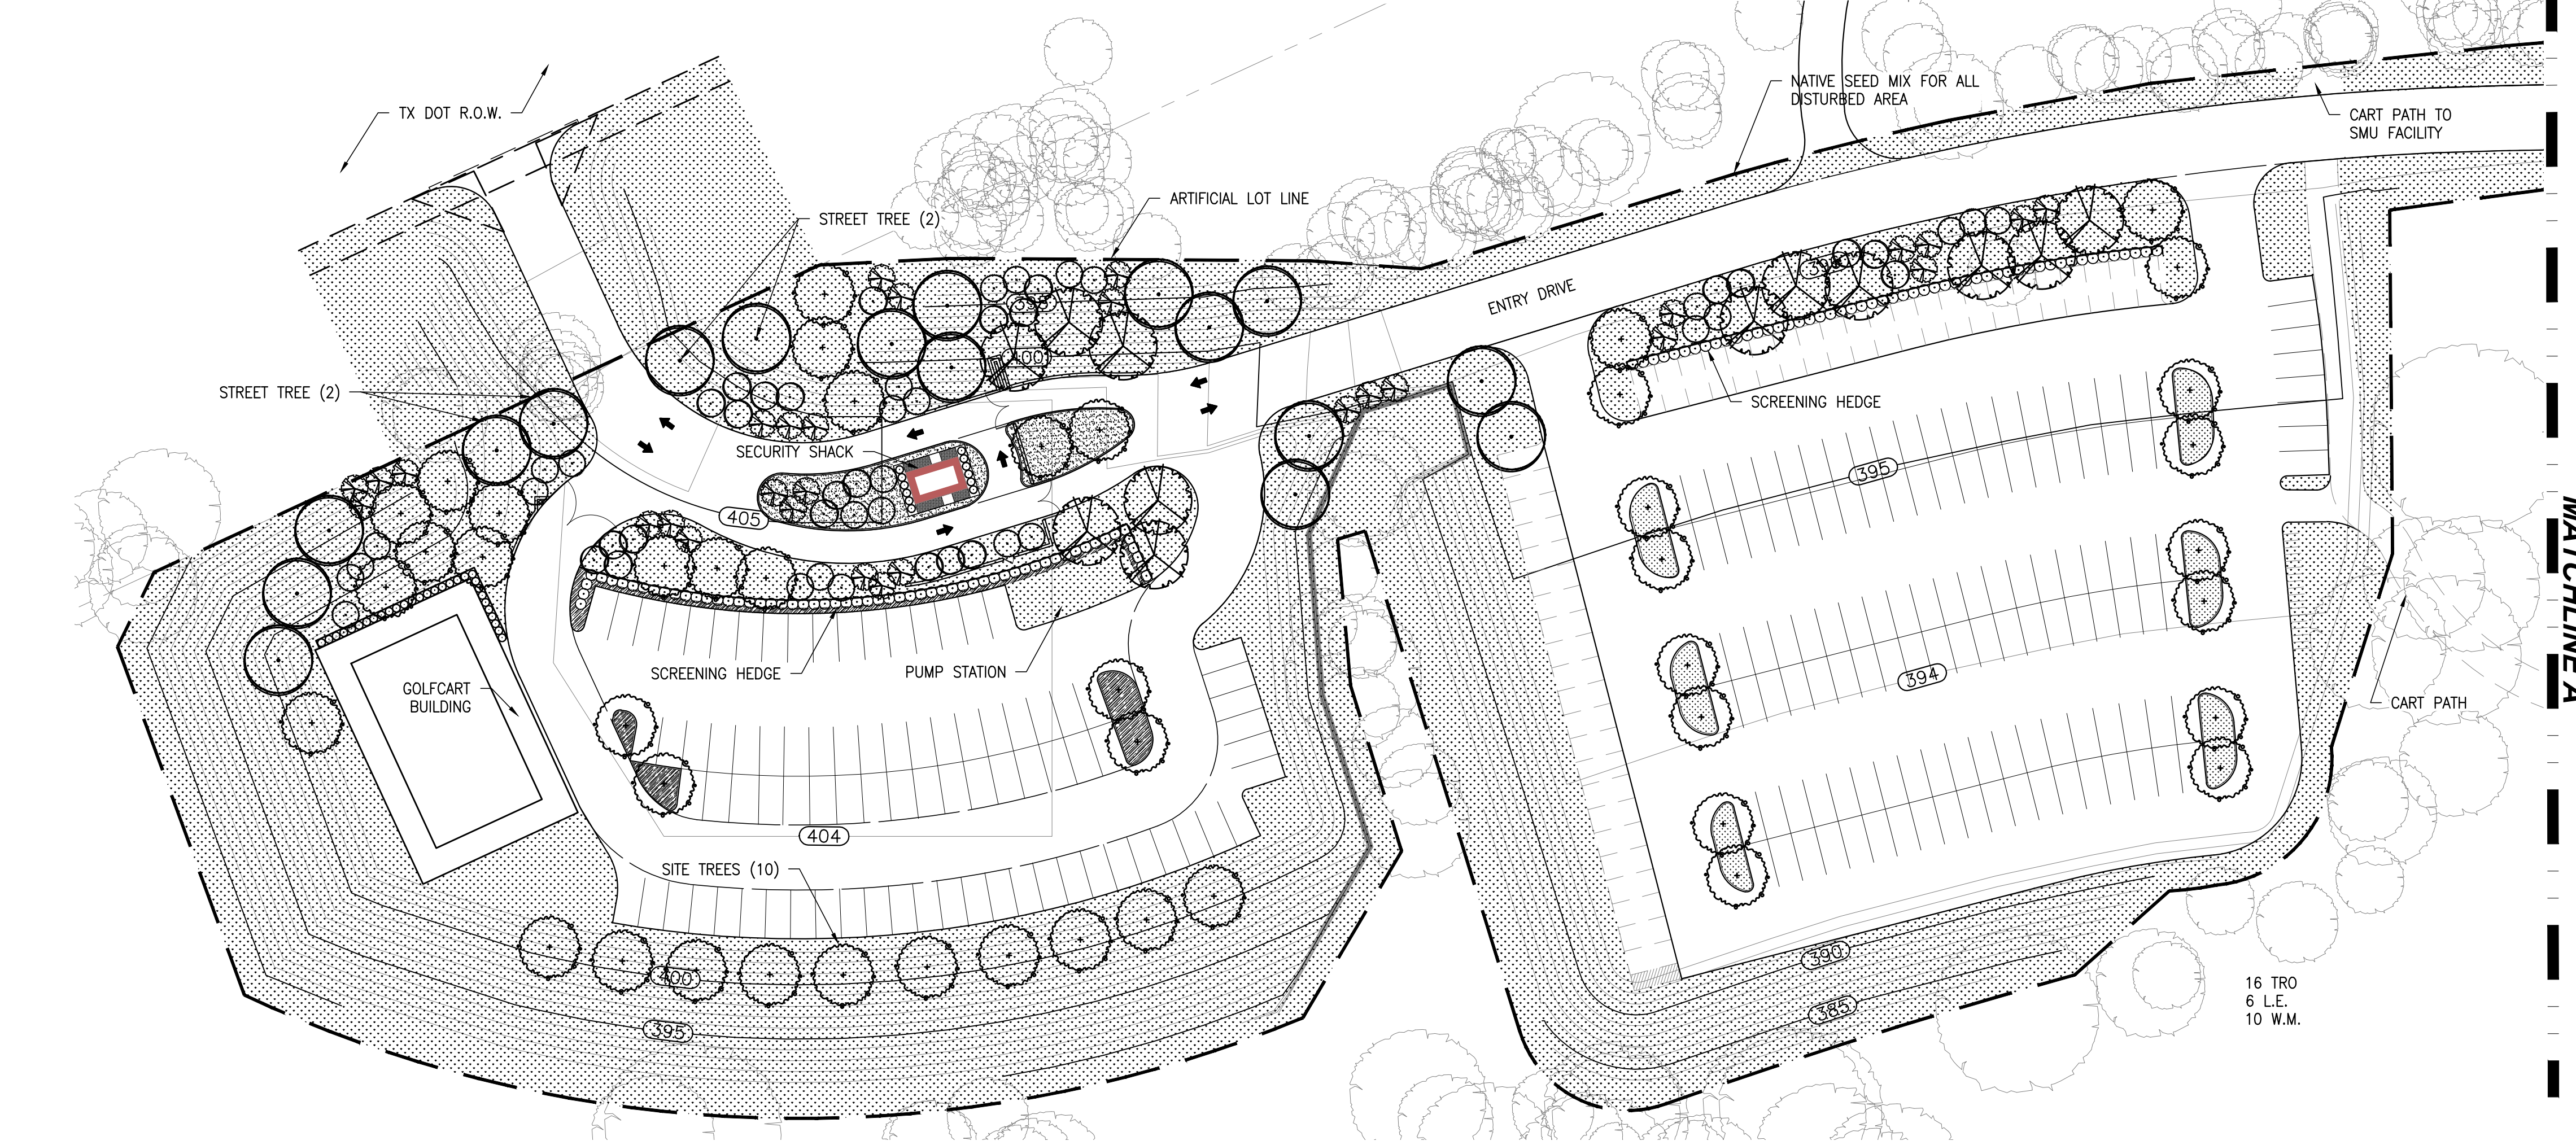 TX DOT R.O.W.
STREET TREE (2)
ARTIFICIAL LOT LINE
NATIVE SEED MIX FOR ALL
DISTURBED AREA
CART PATH TO
SMU FACILITY
ENTRY DRIVE
400
STREET TREE (2)
SCREENING HEDGE
SECURITY SHACK
405
395
SCREENING HEDGE
PUMP STATION
GOLFCART
BUILDING
394
CART PATH
MATCHLINE A
404
SITE TREES (10)
400
395
390
385
16 TRO
6 L.E.
10 W.M.